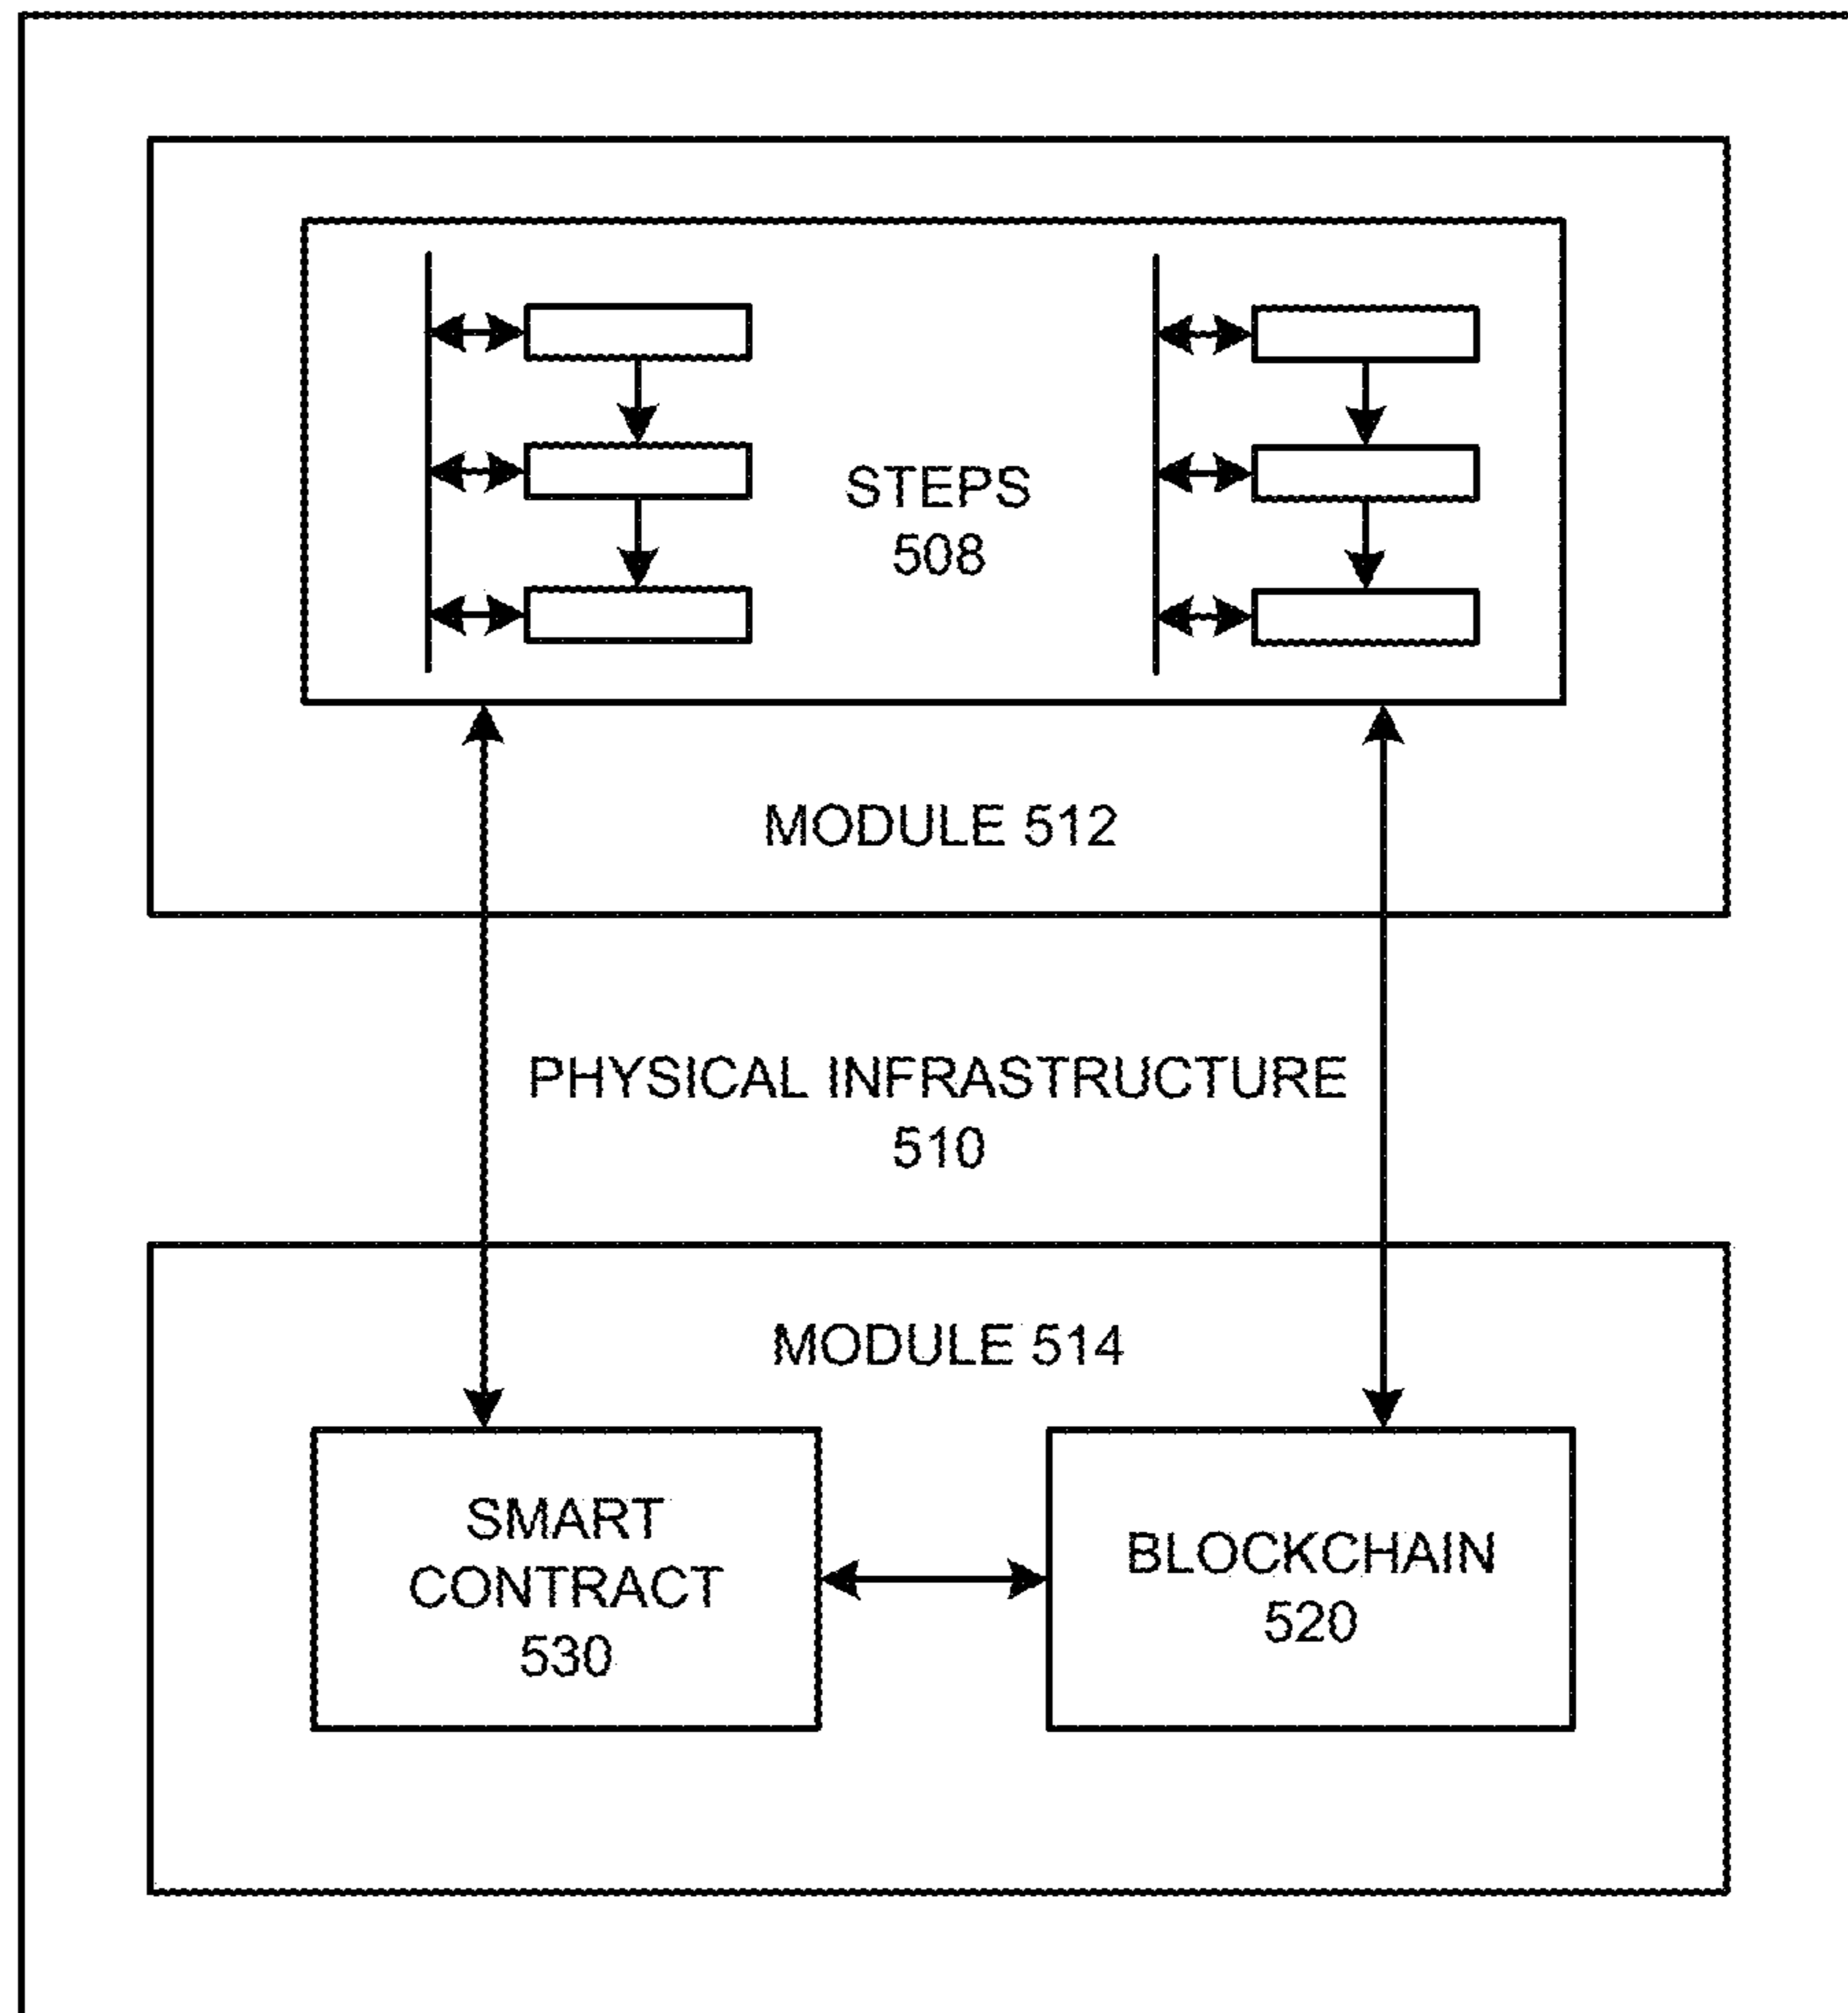 STEPS
508
MODULE 512
PHYSICAL INFRASTRUCTURE
510
MODULE 514
SMART
CONTRACT
530
BLOCKCHAIN
520